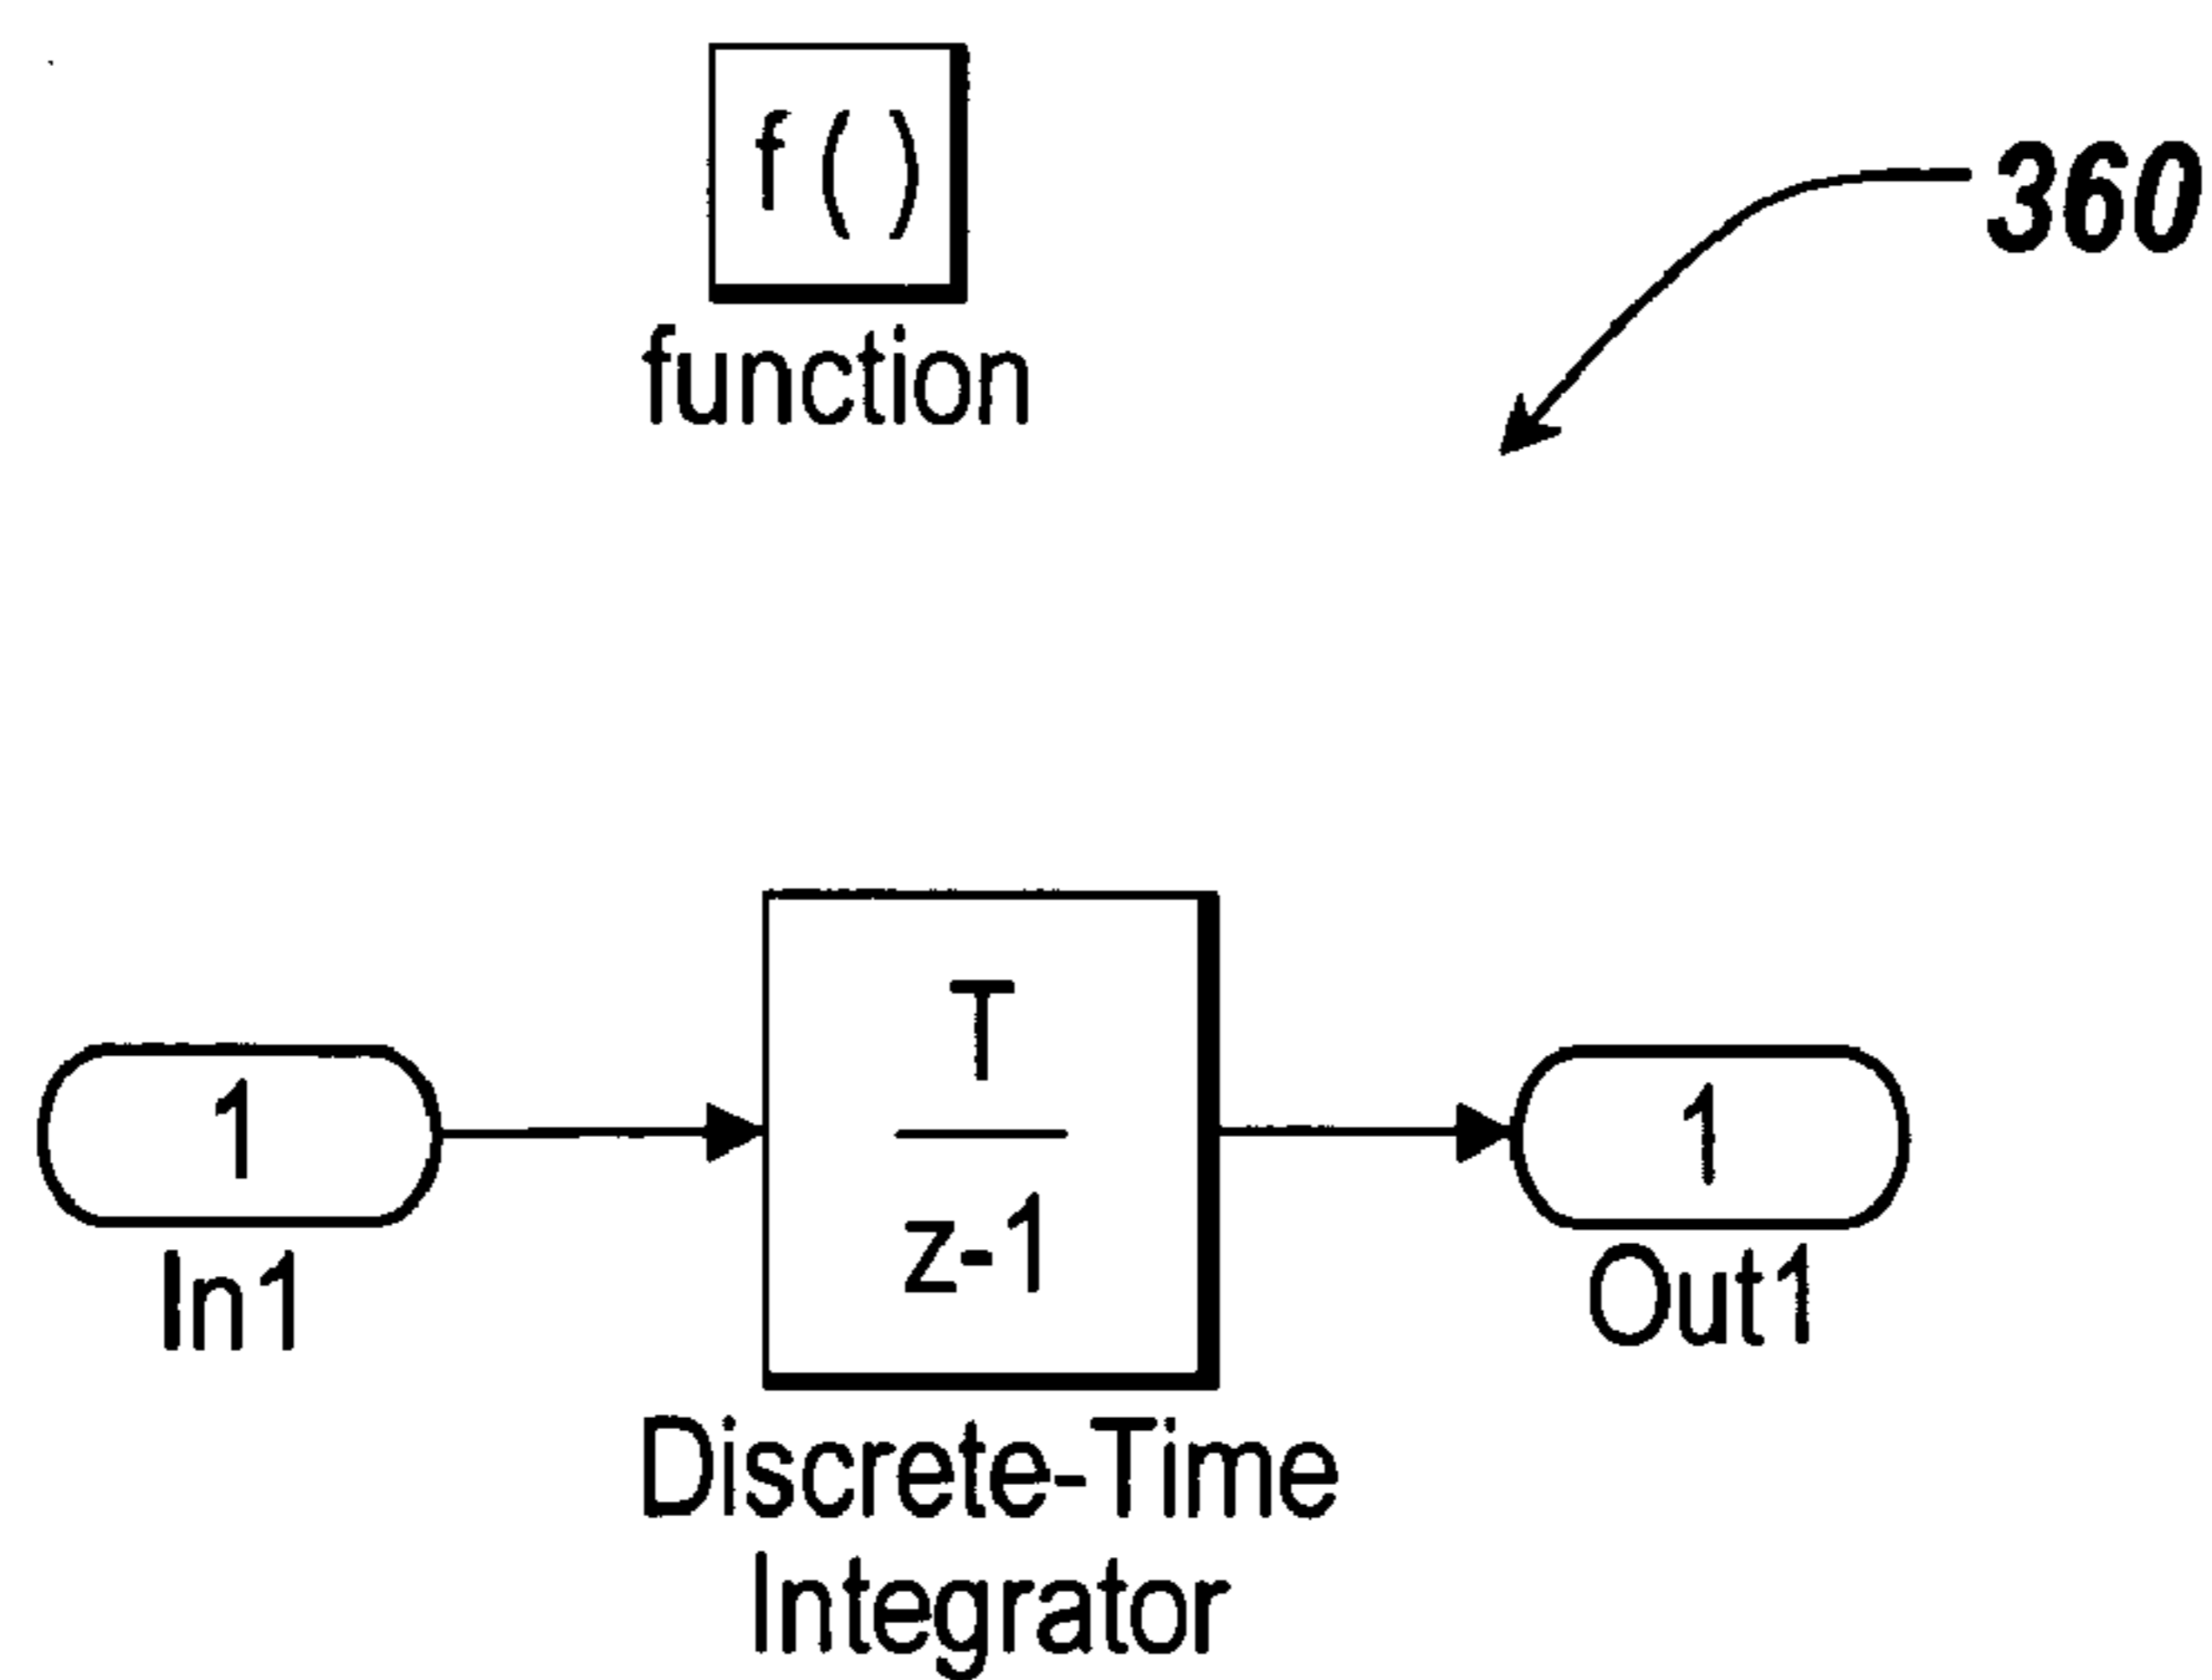 f ( )
function
360
T
z-1
1
In1
1
Out1
Discrete-Time
Integrator